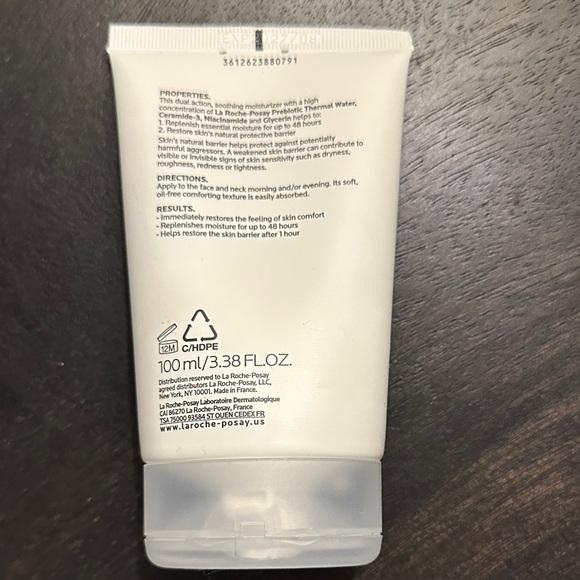 3612623880791
PROPERTIES.
This dual action, soothing moisturizer with a high
concentration of La Roche-Posay Prebiotic Thermal Water,
Ceramide-3, Niacinamide and Glycerin helps to:
1. Replenish essential moisture for up to 48 hours
2. Restore skin's natural protective barrier
Skin's natural barrier helps protect against potentially
harmful aggressors. A weakened skin barrier can contribute to
visible or invisible signs of skin sensitivity such as dryness,
roughness, redness or tightness.
DIRECTIONS.
Apply to the face and neck morning and/or evening. Its soft,
oil-free comforting texture is easily absorbed.
RESULTS.
- Immediately restores the feeling of skin comfort
- Replenishes moisture for up to 48 hours
- Helps restore the skin barrier after 1 hour
12M C/HDPE
100 ml/3.38 FL.OZ.
Distribution reserved to La Roche-Posay
agreed distributors La Roche-Posay, LLC,
New York, NY 10001. Made in France.
La Roche-Posay Laboratoire Dermatologique
CAI 86270 La Roche-Posay, France
TSA 75000 93584 ST OUEN CEDEX FR
www.laroche-posay.us